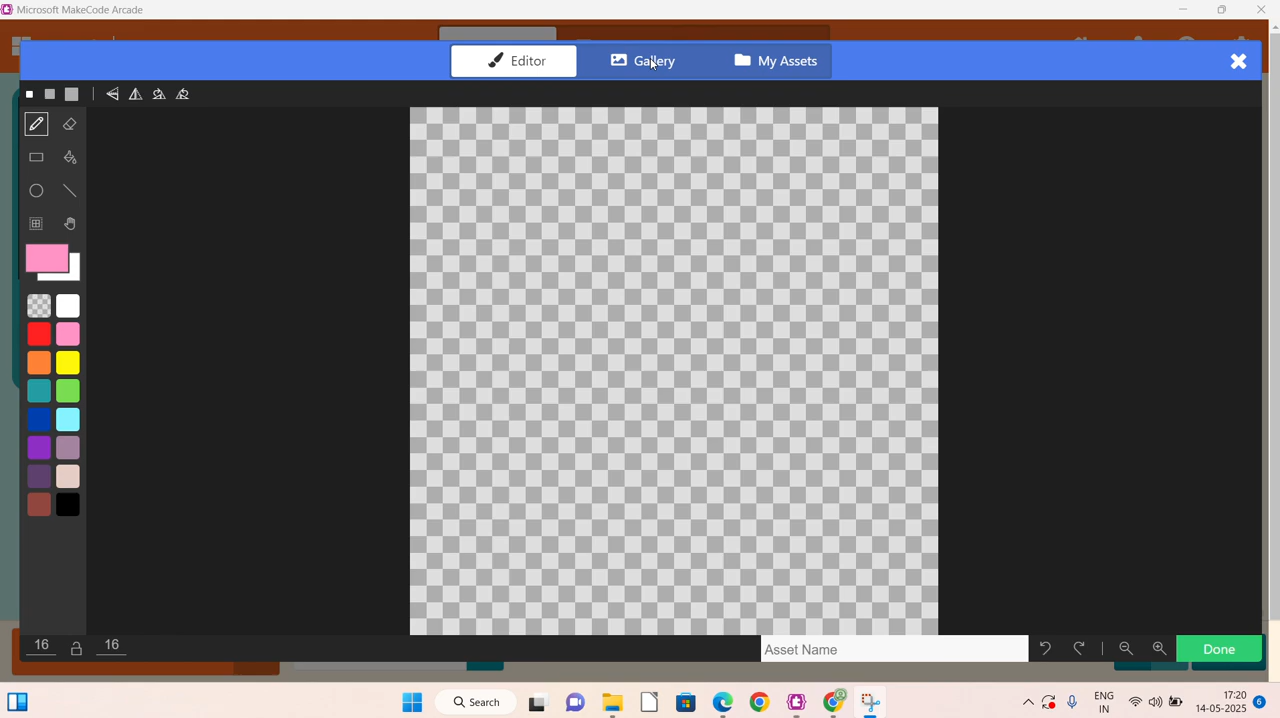 Microsoft MakeCode Arcade
Editor
Gallery
My Assets
16
16
Asset Name
Done
Search
ENG
IN
17:20
14-05-2025
6